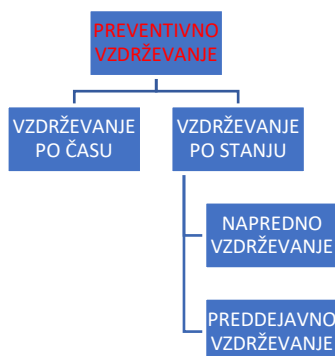 PREVENTIVNO
VZDRŽEVANJE
VZDRŽEVANJE
PO ČASU
VZDRŽEVANJE
PO STANJU
NAPREDNO
VZDRŽEVANJE
PREDDEJAVNO
VZDRŽEVANJE